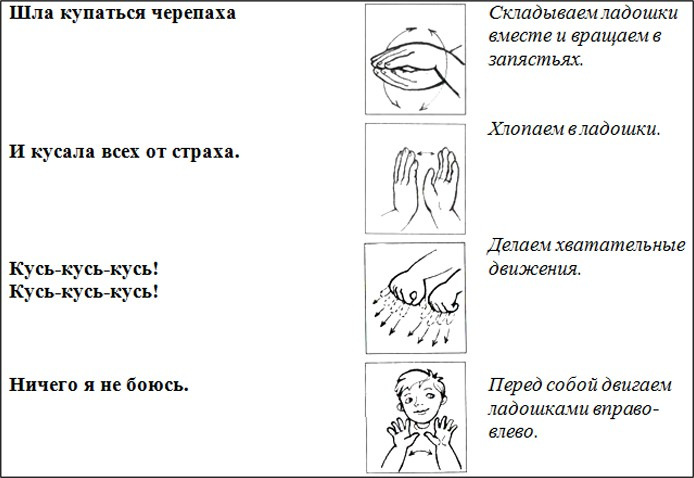 Шла купаться черепаха
Складываем ладошки
вместе и вращаем в
запястьях.
И кусала всех от страха.
Хлопаем в ладошки.
Кусь-кусь-кусь!
Кусь-кусь-кусь!
Делаем хватательные
движения.
Ничего я не боюсь.
Перед собой двигаем
ладошками вправо-
влево.